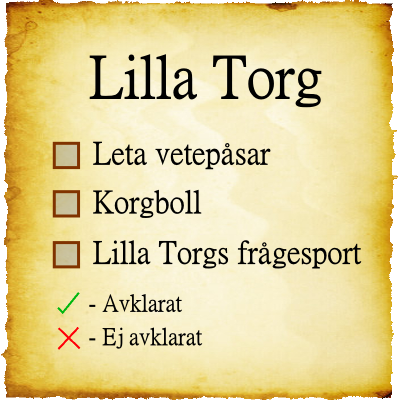 Lilla Torg
Leta vetepåsar
Korgboll
Lilla Torgs frågesport
- Avklarat
- Ej avklarat